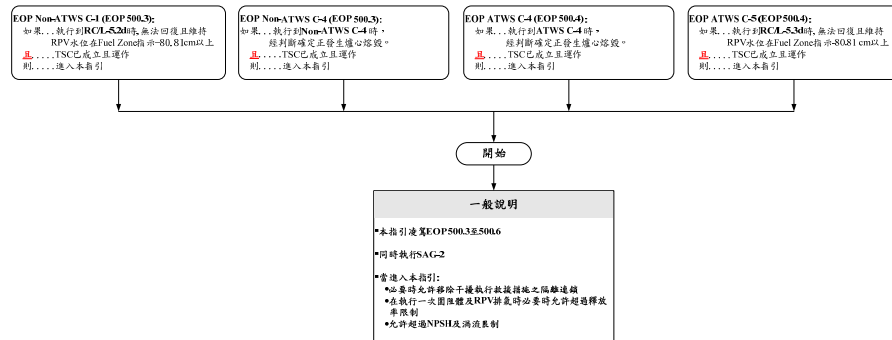 EOP Non-ATWS C-1 (EOP 500.3):
如果...執行到RC/L-5.2d時,無法回復且維持
RPV水位在Fuel Zone指示-80.81cm以上
且.....TSC已成立且運作
則.....進入本指引
EOP Non-ATWS C-4 (EOP 500.3):
如果...執行到Non-ATWS C-4時，
經判斷確定正發生爐心熔毀。
且.....TSC已成立且運作
則.....進入本指引
EOP ATWS C-4 (EOP 500.4):
如果...執行到ATWS C-4時，
經判斷確定正發生爐心熔毀。
且.....TSC已成立且運作
則.....進入本指引
EOP ATWS C-5 (EOP 500.4):
如果...執行到RC/L-5.3d時,無法回復且維持
RPV水位在Fuel Zone指示-80.81cm以上
且.....TSC已成立且運作
則.....進入本指引
開始
一般說明
▪本指引凌駕EOP500.3至500.6
▪同時執行SAG-2
▪當進入本指引:
•必要時允許移除干擾執行救援措施之隔離連鎖
•在執行一次圍阻體及RPV排氣時必要時允許超過釋放
率限制
•允許超過NPSH及渦流限制